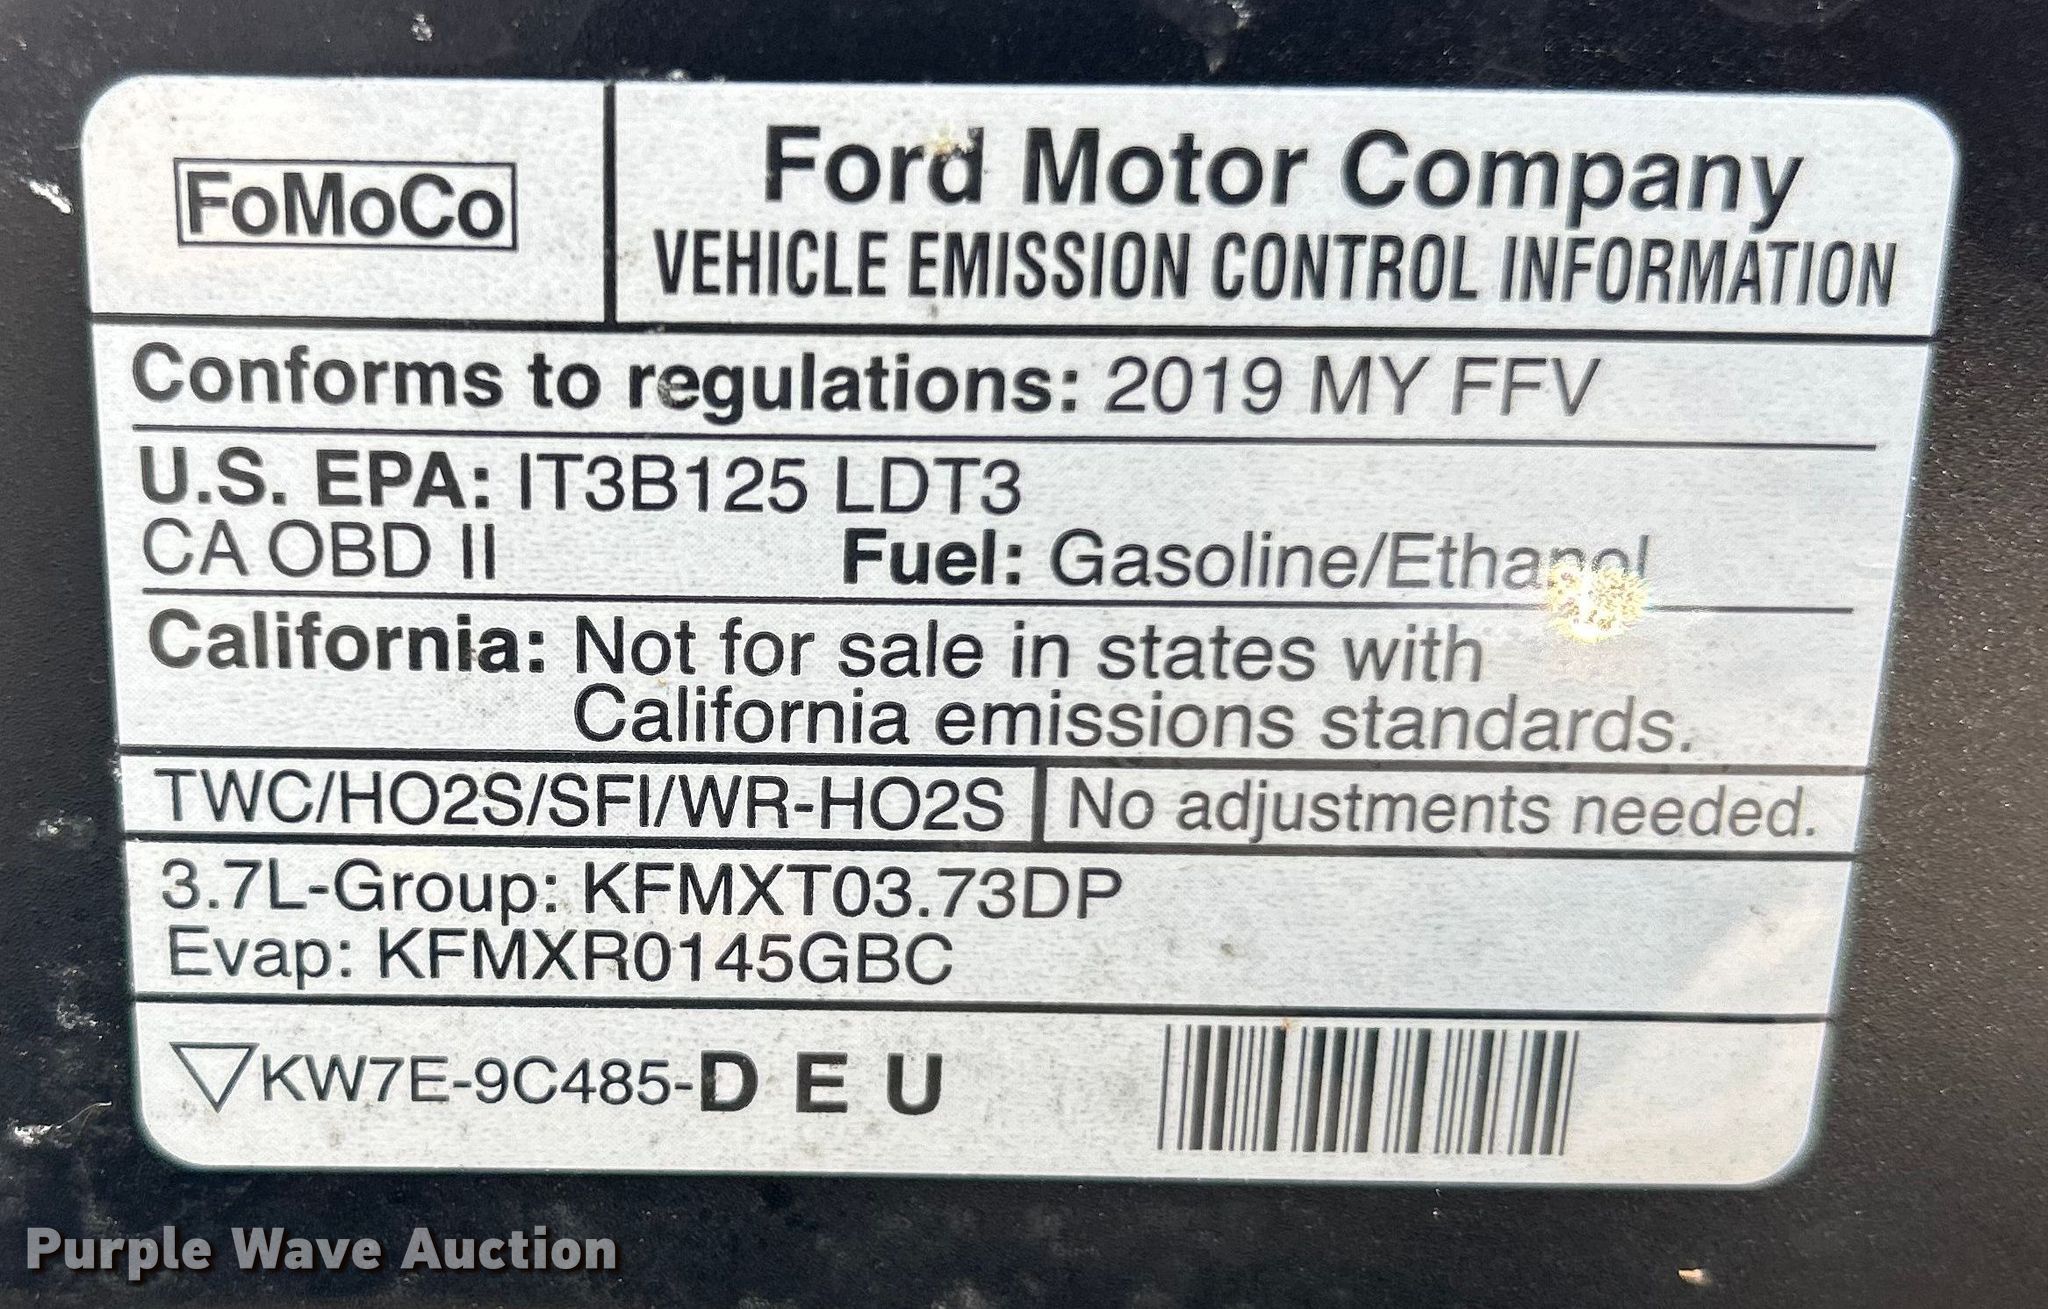 FoMoCo
Ford Motor Company
VEHICLE EMISSION CONTROL INFORMATION
Conforms to regulations: 2019 MY FFV
U.S. EPA: IT3B125 LDT3
CA OBD II Fuel: Gasoline/Ethanol
California: Not for sale in states with
California emissions standards.
TWC/HO2S/SFI/WR-HO2S No adjustments needed.
3.7L-Group: KFMXT03.73DP
Evap: KFMXR0145GBC
KW7E-9C485-D E U
Purple Wave Auction